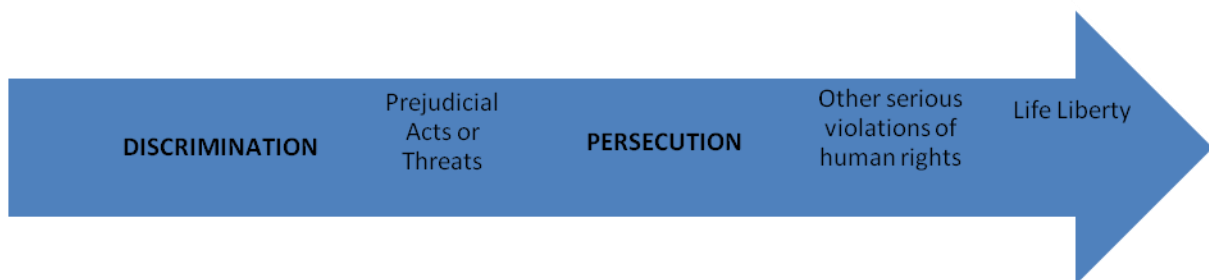 DISCRIMINATION
Prejudicial
Acts or
Threats
PERSECUTION
Other serious
violations of
human rights
Life Liberty